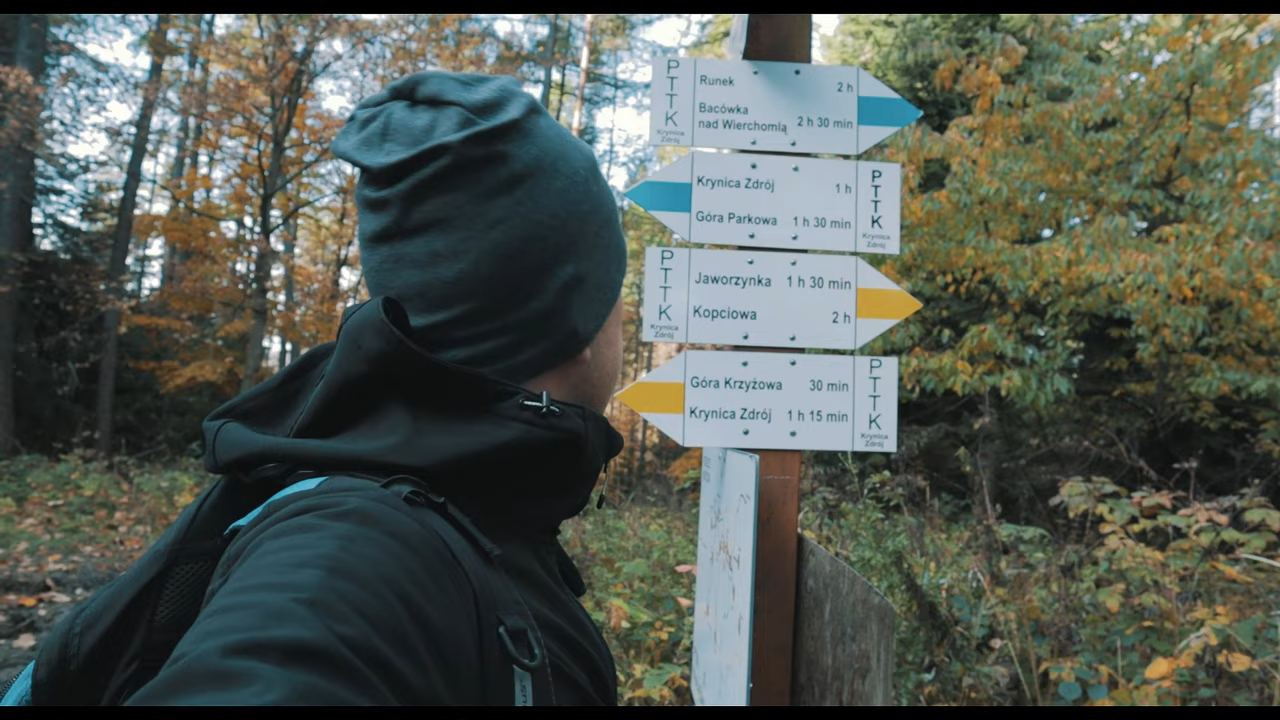 PTTK
Krynica
Zdrój
Runek 2 h
Bacówka
nad Wierchomlą 2 h 30 min
Krynica Zdrój 1 h
Góra Parkowa 1 h 30 min
PTTK
Krynica
Zdrój
PTTK
Krynica
Zdrój
Jaworzynka 1 h 30 min
Kopciowa 2 h
Góra Krzyżowa 30 min
Krynica Zdrój 1 h 15 min
PTTK
Krynica
Zdrój